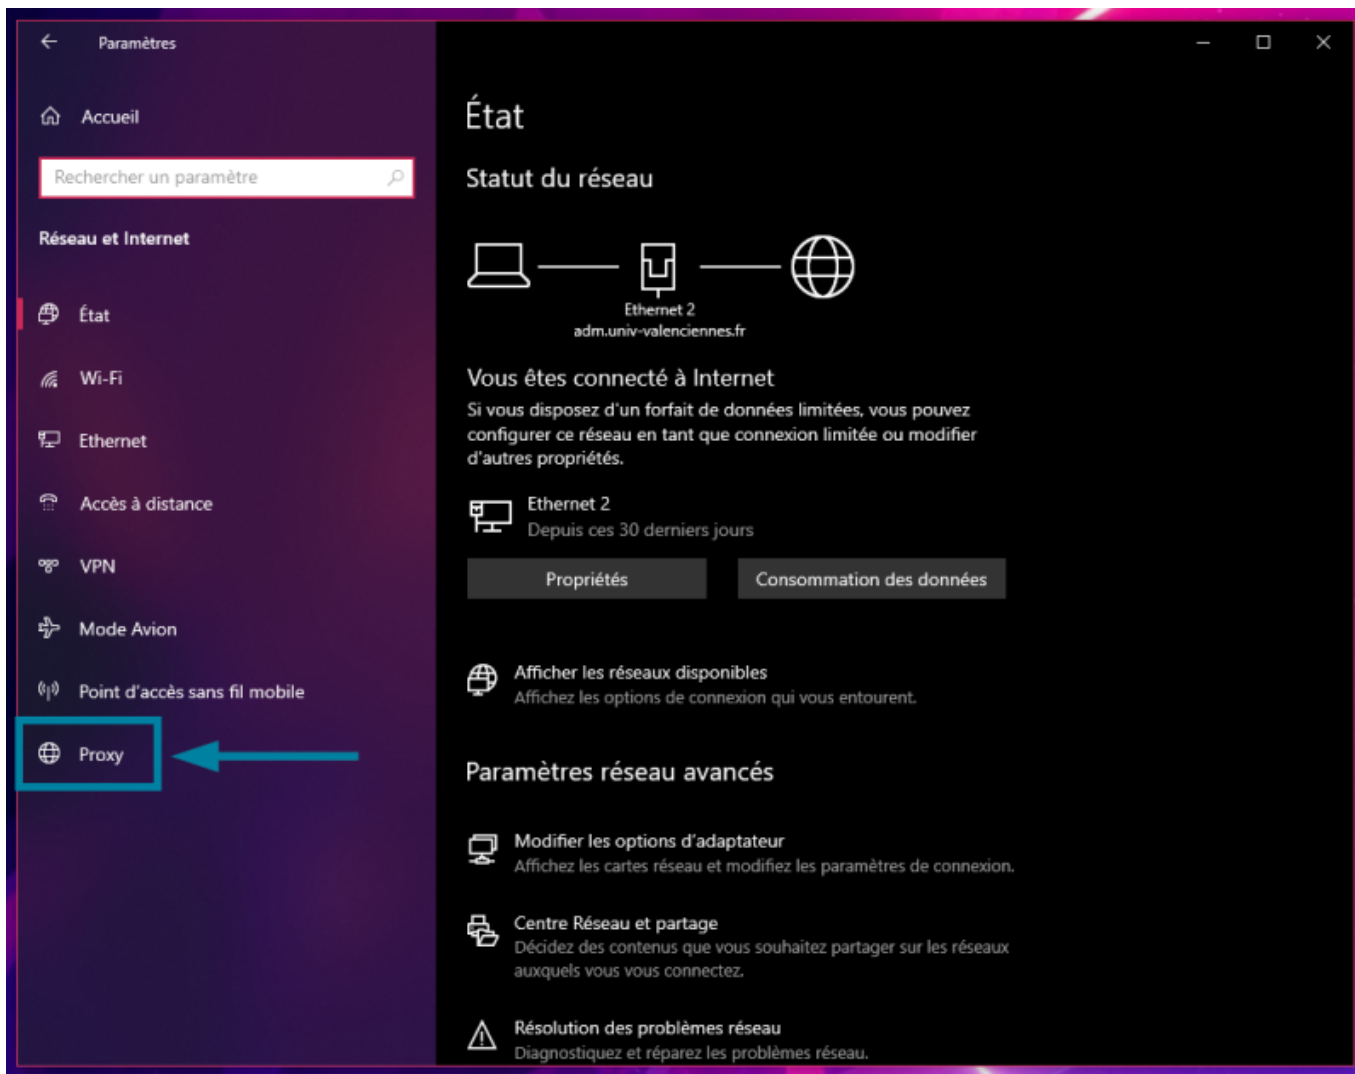 Paramètres
Accueil
Rechercher un paramètre
Réseau et Internet
État
Wi-Fi
Ethernet
Accès à distance
VPN
Mode Avion
Point d'accès sans fil mobile
Proxy
État
Statut du réseau
Ethernet 2
adm.univ-valenciennes.fr
Vous êtes connecté à Internet
Si vous disposez d'un forfait de données limitées, vous pouvez
configurer ce réseau en tant que connexion limitée ou modifier
d'autres propriétés.
Ethernet 2
Depuis ces 30 derniers jours
Propriétés
Consommation des données
Afficher les réseaux disponibles
Affichez les options de connexion qui vous entourent.
Paramètres réseau avancés
Modifier les options d'adaptateur
Affichez les cartes réseau et modifiez les paramètres de connexion.
Centre Réseau et partage
Décidez des contenus que vous souhaitez partager sur les réseaux
auxquels vous vous connectez.
Résolution des problèmes réseau
Diagnostiquez et réparez les problèmes réseau.